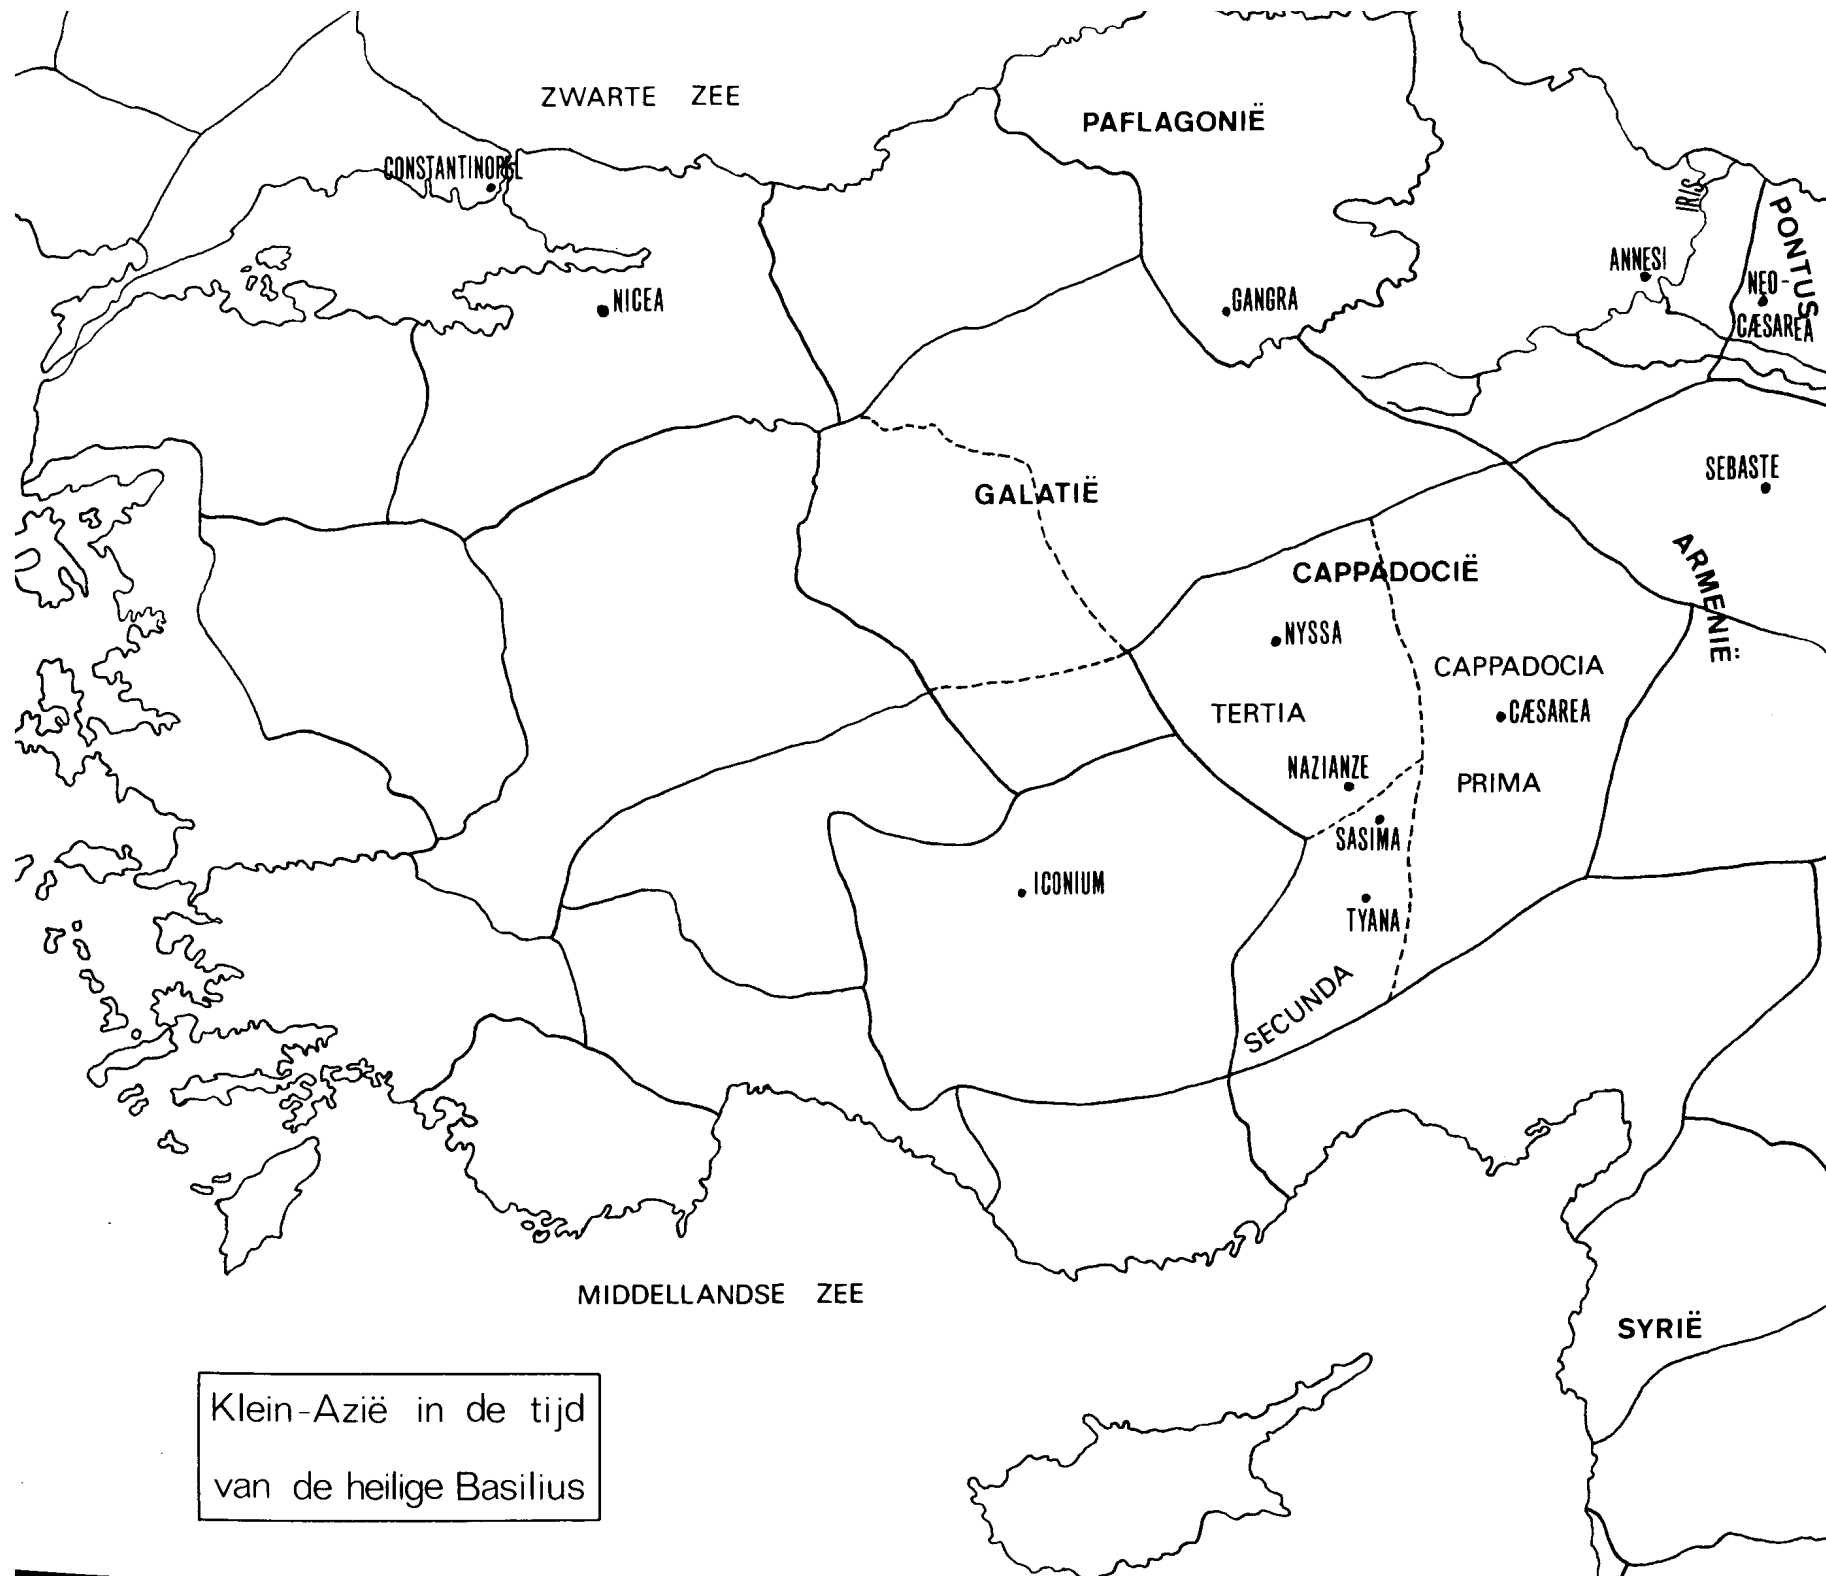 ZWARTE ZEE
PAFLAGONIË
CONSTANTINOPEL
IRIS
PONTUS
ANNESI
NEO-
CÆSAREA
NICEA
GANGRA
SEBASTE
GALATIË
ARMENIË
CAPPADOCIË
NYSSA
CAPPADOCIA
TERTIA
CÆSAREA
NAZIANZE
PRIMA
SASIMA
ICONIUM
TYANA
SECUNDA
MIDDELLANDSE ZEE
SYRIË
Klein-Azië in de tijd
van de heilige Basilius